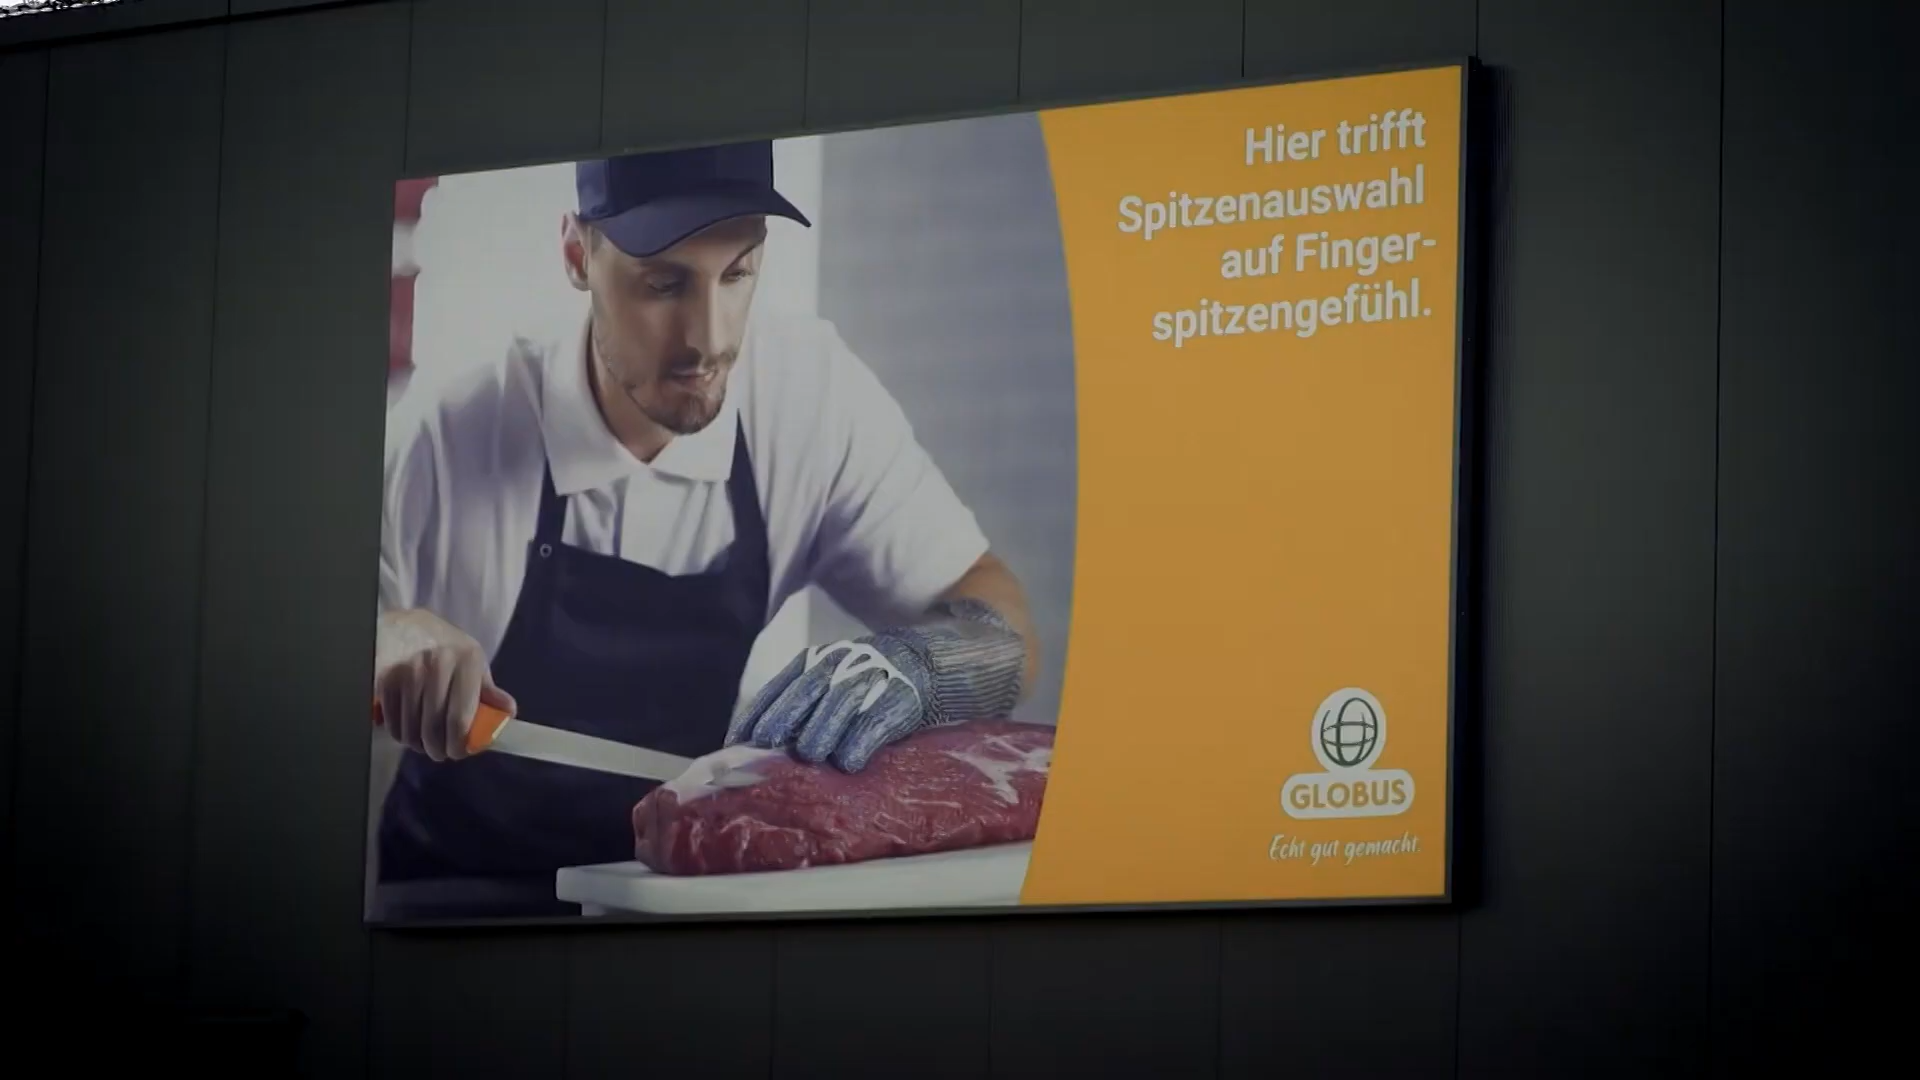 Hier trifft
Spitzenauswahl
auf Finger-
spitzengefühl.
GLOBUS
Echt gut gemacht.